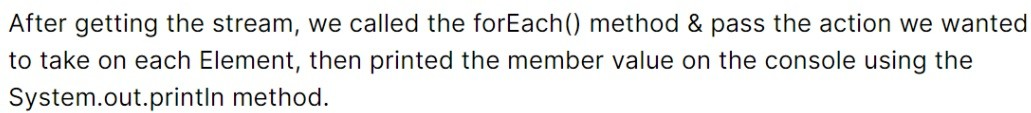 After getting the stream, we called the forEach() method & pass the action we wanted
to take on each Element, then printed the member value on the console using the
System.out.println method.